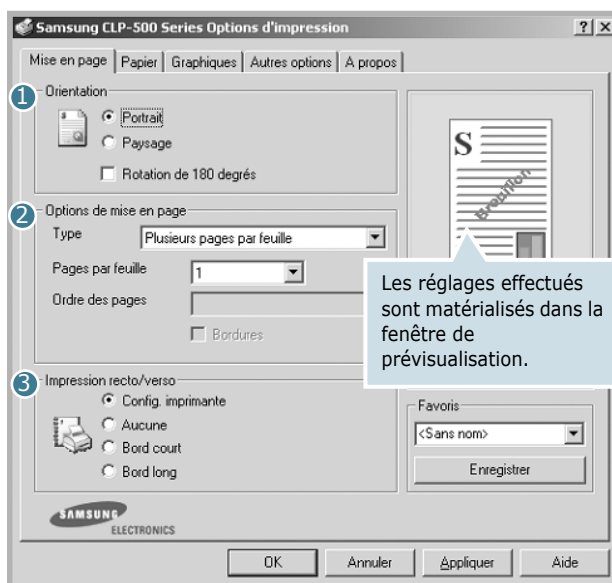 Samsung CLP-500 Series Options d'impression
Mise en page Papier Graphiques Autres options A propos
1 Orientation
Portrait
Paysage
Rotation de 180 degrés
2 Options de mise en page
Type Plusieurs pages par feuille
Pages par feuille 1
Ordre des pages
Bordures
3 Impression recto/verso
Config. imprimante
Aucune
Bord court
Bord long
S
Brouillon
Les réglages effectués
sont matérialisés dans la
fenêtre de
prévisualisation.
Favoris
<Sans nom>
Enregistrer
SAMSUNG
ELECTRONICS
OK Annuler Appliquer Aide